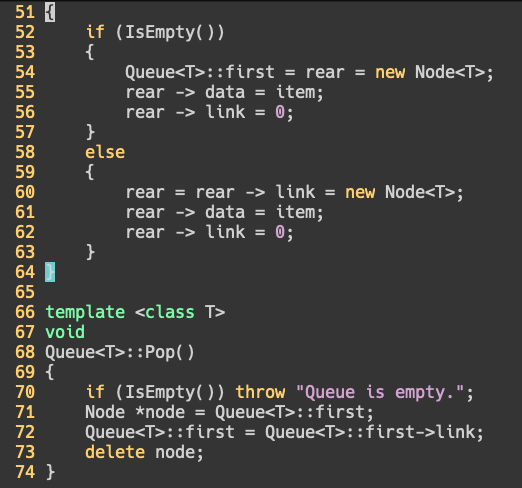 51 {
52     if (IsEmpty())
53     {
54         Queue<T>::first = rear = new Node<T>;
55         rear -> data = item;
56         rear -> link = 0;
57     }
58     else
59     {
60         rear = rear -> link = new Node<T>;
61         rear -> data = item;
62         rear -> link = 0;
63     }
64 }
65
66 template <class T>
67 void
68 Queue<T>::Pop()
69 {
70     if (IsEmpty()) throw "Queue is empty.";
71     Node *node = Queue<T>::first;
72     Queue<T>::first = Queue<T>::first->link;
73     delete node;
74 }